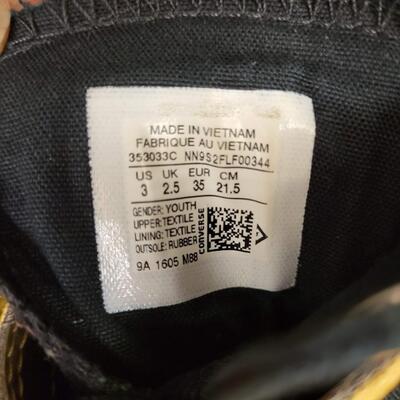 MADE IN VIETNAM
FABRIQUE AU VIETNAM
353033C NN9S2FLF00344
US UK EUR CM
3 2.5 35 21.5
GENDER: YOUTH
UPPER: TEXTILE
LINING: TEXTILE
OUTSOLE: RUBBER
CONVERSE
9A 1605 M88